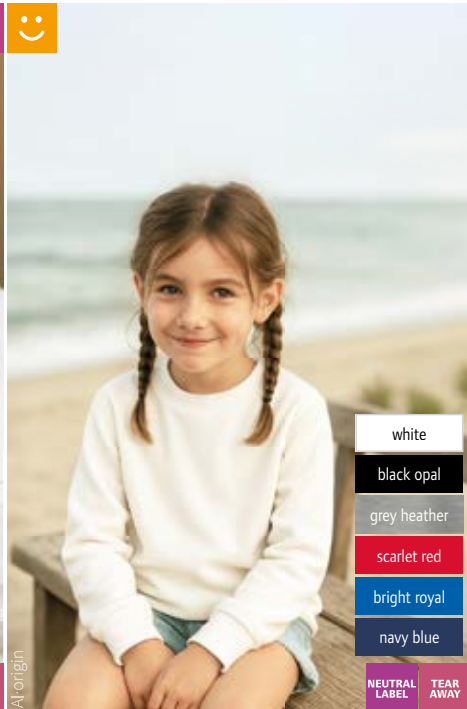 white
black opal
grey heather
scarlet red
bright royal
navy blue
NEUTRAL
LABEL
TEAR
AWAY
AI·origin